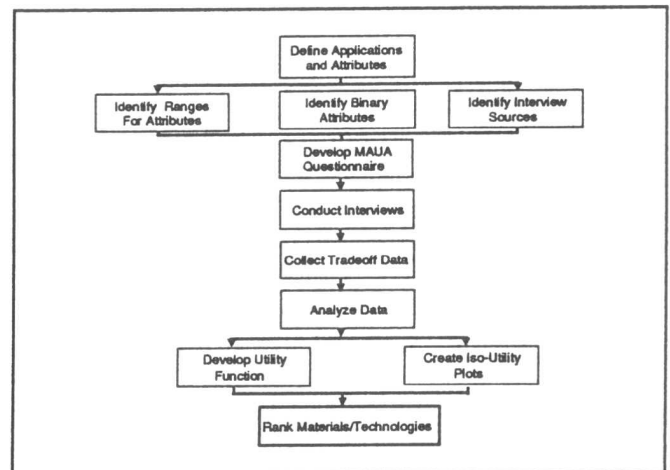 Define Applications
and Attributes
Identify Ranges
For Attributes
Identify Binary
Attributes
Identify Interview
Sources
Develop MAUA
Questionnaire
Conduct Interviews
Collect Tradeoff Data
Analyze Data
Develop Utility
Function
Create Iso-Utility
Plots
Rank Materials/Technologies